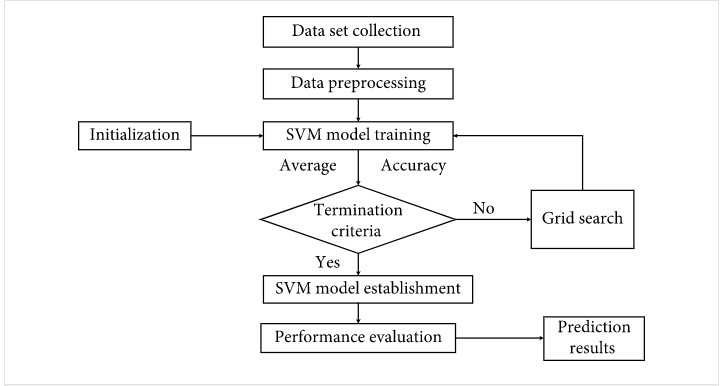 Data set collection
Data preprocessing
Initialization
SVM model training
Average
Accuracy
Termination
criteria
No
Grid search
Yes
SVM model establishment
Performance evaluation
Prediction
results